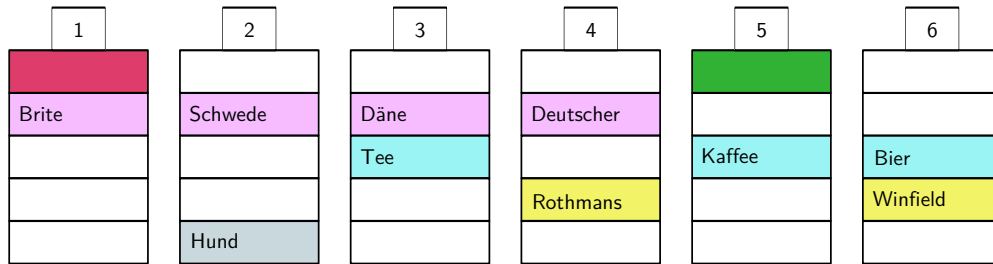 1 2 3 4 5 6
Brite Schwede Däne Deutscher
Tee Kaffee Bier
Rothmans Winfield
Hund